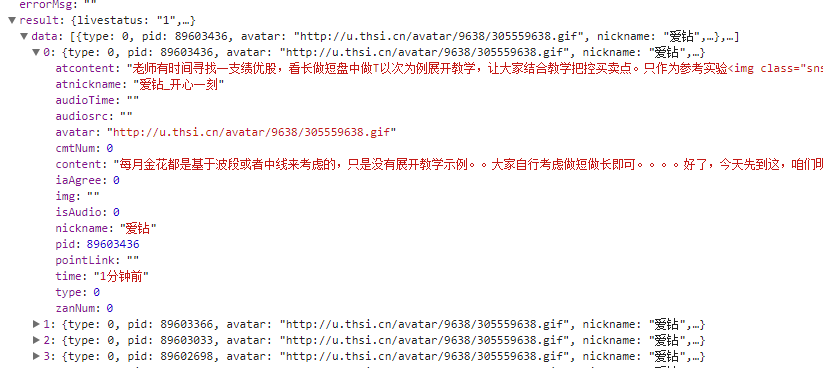 errorMsg: ""
▼result: {livestatus: "1",…}
▼data: [{type: 0, pid: 89603436, avatar: "http://u.thsi.cn/avatar/9638/305559638.gif", nickname: "爱钻",…},…]
▼0: {type: 0, pid: 89603436, avatar: "http://u.thsi.cn/avatar/9638/305559638.gif", nickname: "爱钻",…}
atcontent: "老师有时间寻找一支绩优股，看长做短盘中做T以次为例展开教学，让大家结合教学把控买卖点。只作为参考实验<img class="sns
atnickname: "爱钻_开心一刻"
audioTime: ""
audiosrc: ""
avatar: "http://u.thsi.cn/avatar/9638/305559638.gif"
cmtNum: 0
content: "每月金花都是基于波段或者中线来考虑的，只是没有展开教学示例。。大家自行考虑做短做长即可。。。。好了，今天先到这，咱们明
iaAgree: 0
img: ""
isAudio: 0
nickname: "爱钻"
pid: 89603436
pointLink: ""
time: "1分钟前"
type: 0
zanNum: 0
▶1: {type: 0, pid: 89603366, avatar: "http://u.thsi.cn/avatar/9638/305559638.gif", nickname: "爱钻",…}
▶2: {type: 0, pid: 89603033, avatar: "http://u.thsi.cn/avatar/9638/305559638.gif", nickname: "爱钻",…}
▶3: {type: 0, pid: 89602698, avatar: "http://u.thsi.cn/avatar/9638/305559638.gif", nickname: "爱钻",…}